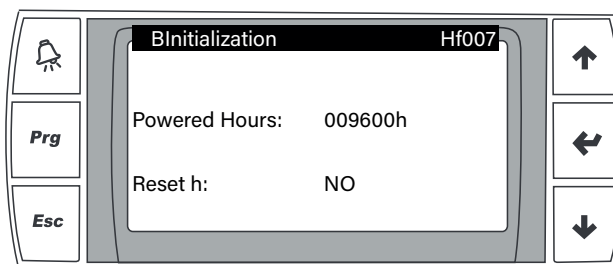 BInitialization Hf007
Prg
Powered Hours: 009600h
Reset h: NO
Esc